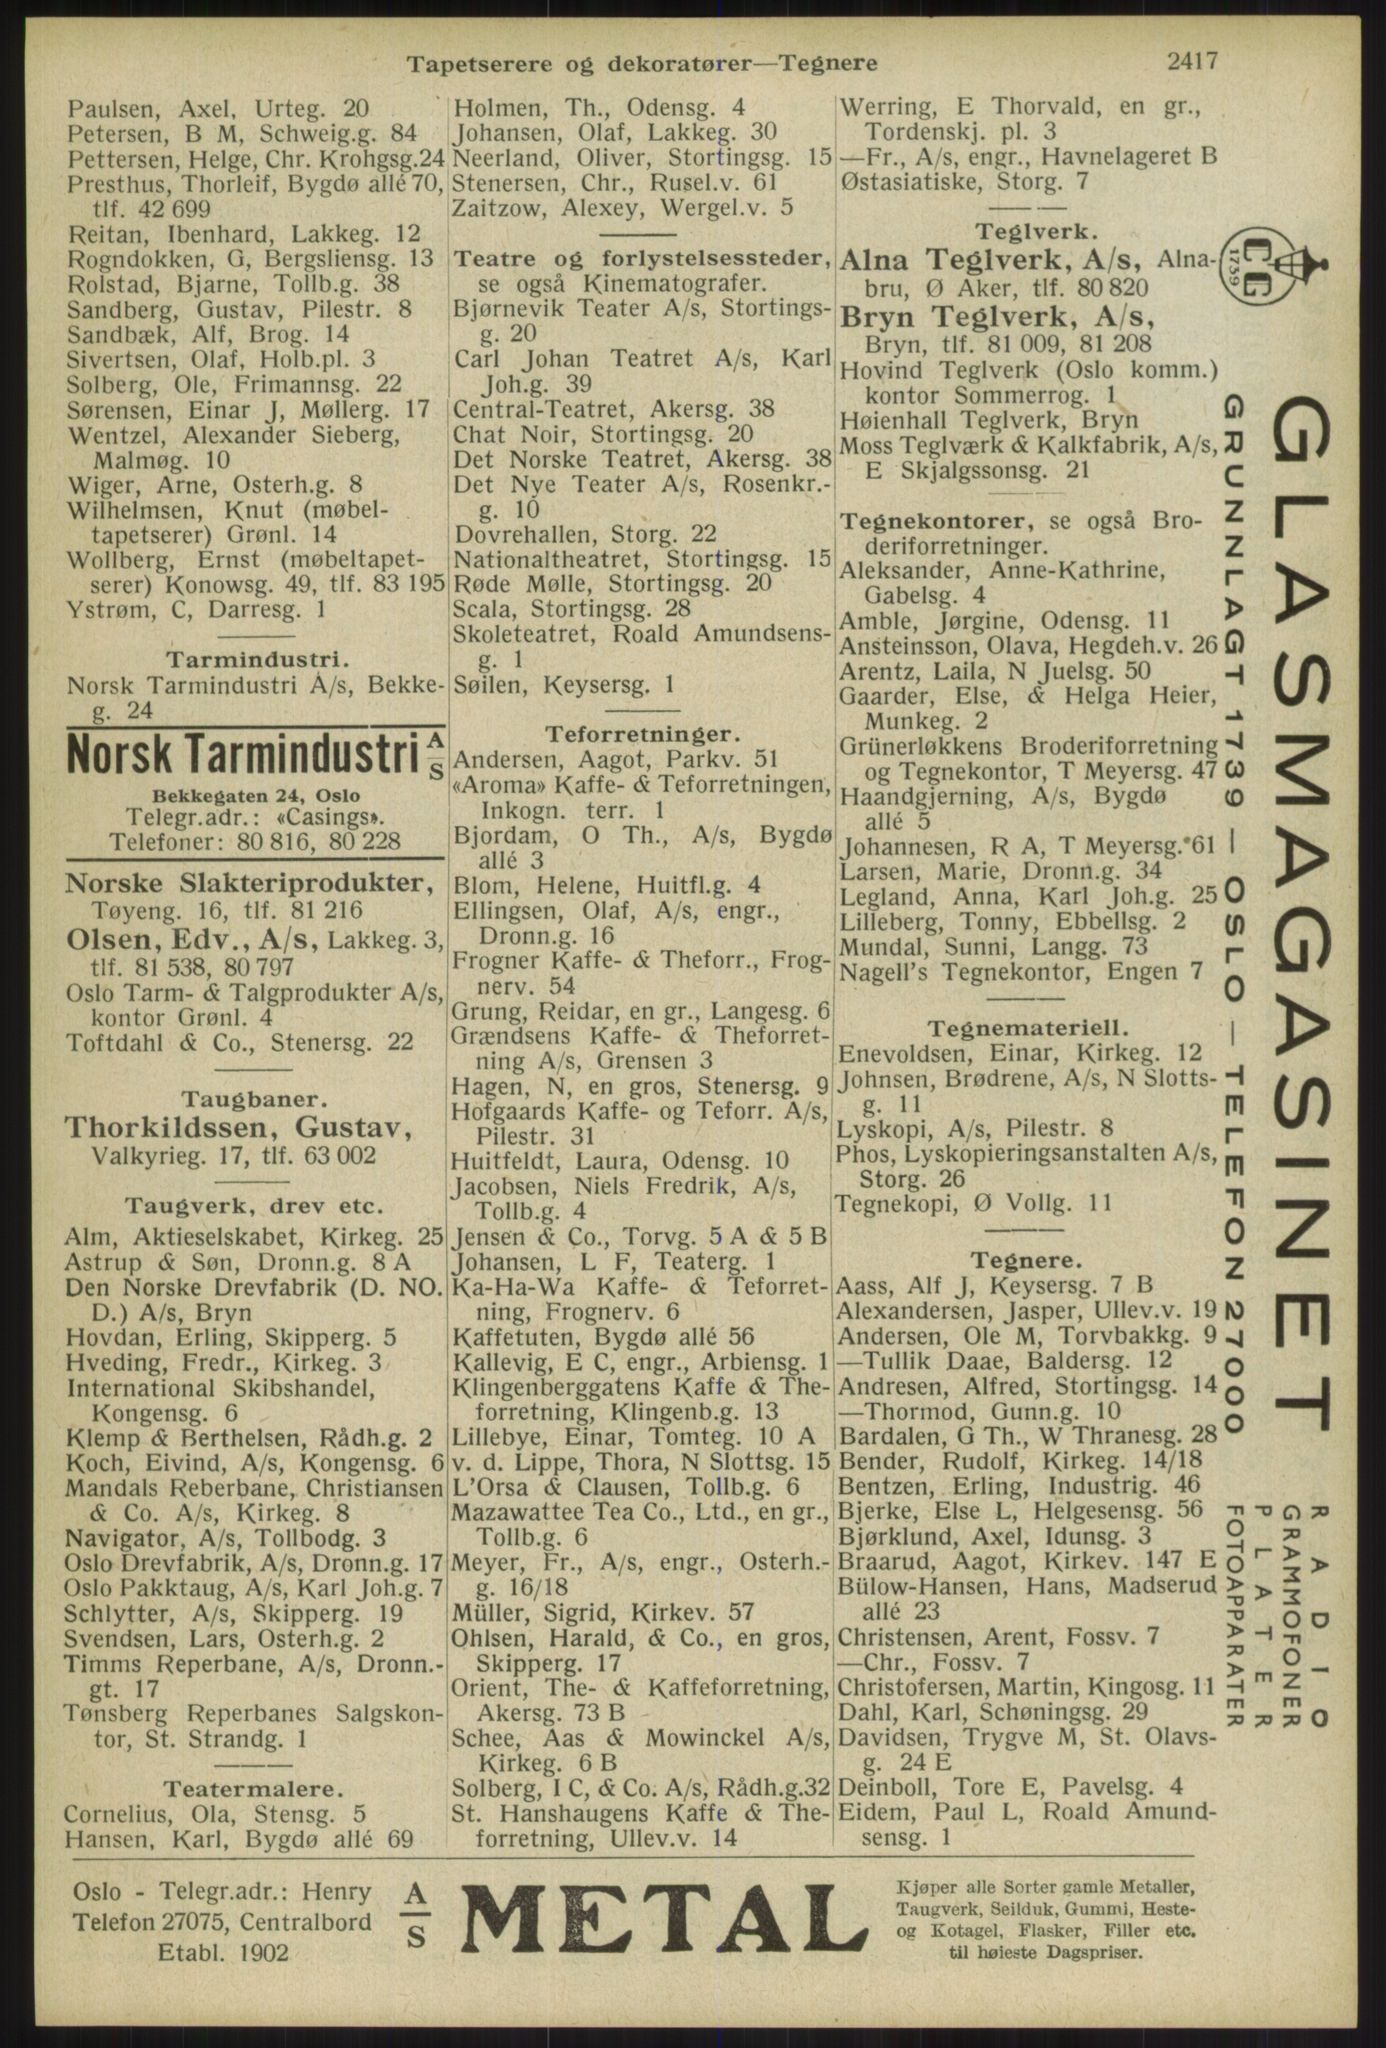 Tapetserere og dekoratører—Tegnere
2417
Paulsen, Axel, Urteg. 20
Petersen, B M, Schweig.g. 84
Pettersen, Helge, Chr. Krohgsg.24
Presthus, Thorleif, Bygdø allé 70,
tlf. 42 699
Reitan, Ibenhard, Lakkeg. 12
Rogndokken, G, Bergsliensg. 13
Rolstad, Bjarne, Tollb.g. 38
Sandberg, Gustav, Pilestr. 8
Sandbæk, Alf, Brog. 14
Sivertsen, Olaf, Holb.pl. 3
Solberg, Ole, Frimannsg. 22
Sørensen, Einar J, Møllerg. 17
Wentzel, Alexander Sieberg,
Malmøg. 10
Wiger, Arne, Osterh.g. 8
Wilhelmsen, Knut (møbel-
tapetserer) Grønl. 14
Wollberg, Ernst (møbeltapet-
serer) Konowsg. 49, tlf. 83 195
Ystrøm, C, Darresg. 1
Tarmindustri.
Norsk Tarmindustri A/s, Bekke-
g. 24
Norsk Tarmindustri A/S
Bekkegaten 24, Oslo
Telegr.adr.: «Casings».
Telefoner: 80 816, 80 228
Norske Slakteriprodukter,
Tøyeng. 16, tlf. 81 216
Olsen, Edv., A/s, Lakkeg. 3,
tlf. 81 538, 80 797
Oslo Tarm- & Talgprodukter A/s,
kontor Grønl. 4
Toftdahl & Co., Stenersg. 22
Taugbaner.
Thorkildssen, Gustav,
Valkyrieg. 17, tlf. 63 002
Taugverk, drev etc.
Alm, Aktieselskabet, Kirkeg. 25
Astrup & Søn, Dronn.g. 8 A
Den Norske Drevfabrik (D. NO.
D.) A/s, Bryn
Hovdan, Erling, Skipperg. 5
Hveding, Fredr., Kirkeg. 3
International Skibshandel,
Kongensg. 6
Klemp & Berthelsen, Rådh.g. 2
Koch, Eivind, A/s, Kongensg. 6
Mandals Reberbane, Christiansen
& Co. A/s, Kirkeg. 8
Navigator, A/s, Tollbodg. 3
Oslo Drevfabrik, A/s, Dronn.g. 17
Oslo Pakktaug, A/s, Karl Joh.g. 7
Schlytter, A/s, Skipperg. 19
Svendsen, Lars, Osterh.g. 2
Timms Reperbane, A/s, Dronn.-
gt. 17
Tønsberg Reperbanes Salgskon-
tor, St. Strandg. 1
Teatermalere.
Cornelius, Ola, Stensg. 5
Hansen, Karl, Bygdø allé 69
Holmen, Th., Odensg. 4
Johansen, Olaf, Lakkeg. 30
Neerland, Oliver, Stortingsg. 15
Stenersen, Chr., Rusel.v. 61
Zaitzow, Alexey, Wergel.v. 5
Teatre og forlystelsessteder,
se også Kinematografer.
Bjørnevik Teater A/s, Stortings-
g. 20
Carl Johan Teatret A/s, Karl
Joh.g. 39
Central-Teatret, Akersg. 38
Chat Noir, Stortingsg. 20
Det Norske Teatret, Akersg. 38
Det Nye Teater A/s, Rosenkr.-
g. 10
Dovrehallen, Storg. 22
Nationaltheatret, Stortingsg. 15
Røde Mølle, Stortingsg. 20
Scala, Stortingsg. 28
Skoleteatret, Roald Amundsens-
g. 1
Søilen, Keysersg. 1
Teforretninger.
Andersen, Aagot, Parkv. 51
«Aroma» Kaffe- & Teforretningen,
Inkogn. terr. 1
Bjordam, O Th., A/s, Bygdø
allé 3
Blom, Helene, Huitfl.g. 4
Ellingsen, Olaf, A/s, engr.,
Dronn.g. 16
Frogner Kaffe- & Theforr., Frog-
nerv. 54
Grung, Reidar, en gr., Langesg. 6
Grændsens Kaffe- & Theforret-
ning A/s, Grensen 3
Hagen, N, en gros, Stenersg. 9
Hofgaards Kaffe- og Teforr. A/s,
Pilestr. 31
Huitfeldt, Laura, Odensg. 10
Jacobsen, Niels Fredrik, A/s,
Tollb.g. 4
Jensen & Co., Torvg. 5 A & 5 B
Johansen, L F, Teaterg. 1
Ka-Ha-Wa Kaffe- & Teforret-
ning, Frognerv. 6
Kaffetuten, Bygdø allé 56
Kallevig, E C, engr., Arbiensg. 1
Klingenberggatens Kaffe & The-
forretning, Klingenb.g. 13
Lillebye, Einar, Tomteg. 10 A
v. d. Lippe, Thora, N Slottsg. 15
L'Orsa & Clausen, Tollb.g. 6
Mazawattee Tea Co., Ltd., en gr.,
Tollb.g. 6
Meyer, Fr., A/s, engr., Osterh.-
g. 16/18
Müller, Sigrid, Kirkev. 57
Ohlsen, Harald, & Co., en gros,
Skipperg. 17
Orient, The- & Kaffeforretning,
Akersg. 73 B
Schee, Aas & Mowinckel A/s,
Kirkeg. 6 B
Solberg, I C, & Co. A/s, Rådh.g.32
St. Hanshaugens Kaffe & The-
forretning, Ullev.v. 14
Werring, E Thorvald, en gr.,
Tordenskj. pl. 3
—Fr., A/s, engr., Havnelageret B
Østasiatiske, Storg. 7
Teglverk.
Alna Teglverk, A/s, Alna-
bru, Ø Aker, tlf. 80 820
Bryn Teglverk, A/s,
Bryn, tlf. 81 009, 81 208
Hovind Teglverk (Oslo komm.)
kontor Sommerrog. 1
Høienhall Teglverk, Bryn
Moss Teglværk & Kalkfabrik, A/s,
E Skjalgssonsg. 21
Tegnekontorer, se også Bro-
deriforretninger.
Aleksander, Anne-Kathrine,
Gabelsg. 4
Amble, Jørgine, Odensg. 11
Ansteinsson, Olava, Hegdeh.v. 26
Arentz, Laila, N Juelsg. 50
Gaarder, Else, & Helga Heier,
Munkeg. 2
Grünerløkkens Broderiforretning
og Tegnekontor, T Meyersg. 47
Haandgjerning, A/s, Bygdø
allé 5
Johannesen, R A, T Meyersg. 61
Larsen, Marie, Dronn.g. 34
Legland, Anna, Karl Joh.g. 25
Lilleberg, Tonny, Ebbellsg. 2
Mundal, Sunni, Langg. 73
Nagell's Tegnekontor, Engen 7
Tegnemateriell.
Enevoldsen, Einar, Kirkeg. 12
Johnsen, Brødrene, A/s, N Slotts-
g. 11
Lyskopi, A/s, Pilestr. 8
Phos, Lyskopieringsanstalten A/s,
Storg. 26
Tegnekopi, Ø Vollg. 11
Tegnere.
Aass, Alf J, Keysersg. 7 B
Alexandersen, Jasper, Ullev.v. 19
Andersen, Ole M, Torvbakkg. 9
—Tullik Daae, Baldersg. 12
Andresen, Alfred, Stortingsg. 14
—Thormod, Gunn.g. 10
Bardalen, G Th., W Thranesg. 28
Bender, Rudolf, Kirkeg. 14/18
Bentzen, Erling, Industrig. 46
Bjerke, Else L, Helgesensg. 56
Bjørklund, Axel, Idunsg. 3
Braarud, Aagot, Kirkev. 147 E
Bülow-Hansen, Hans, Madserud
allé 23
Christensen, Arent, Fossv. 7
—Chr., Fossv. 7
Christofersen, Martin, Kingosg. 11
Dahl, Karl, Schøningsg. 29
Davidsen, Trygve M, St. Olavs-
g. 24 E
Deinboll, Tore E, Pavelsg. 4
Eidem, Paul L, Roald Amund-
sensg. 1
CG
1739
GLASMAGASINET
GRUNNLAGT 1739 — OSLO — TELEFON 27000
RADIO
GRAMMOFONER
PLATER
FOTOAPPARATER
Oslo - Telegr.adr.: Henry
Telefon 27075, Centralbord
Etabl. 1902
A/S METAL
Kjøper alle Sorter gamle Metaller,
Taugverk, Seilduk, Gummi, Heste-
og Kotagel, Flasker, Filler etc.
til høieste Dagspriser.